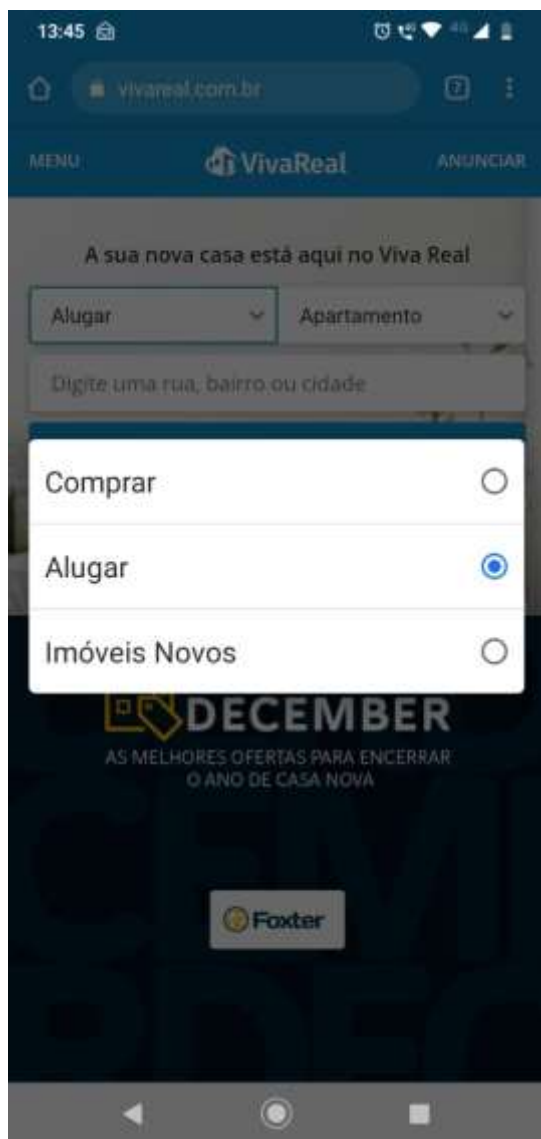 13:45
vivareal.com.br
MENU
VivaReal
ANUNCIAR
A sua nova casa está aqui no Viva Real
Alugar
Apartamento
Digite uma rua, bairro ou cidade
Comprar
Alugar
Imóveis Novos
DECEMBER
AS MELHORES OFERTAS PARA ENCERRAR
O ANO DE CASA NOVA
Foxter